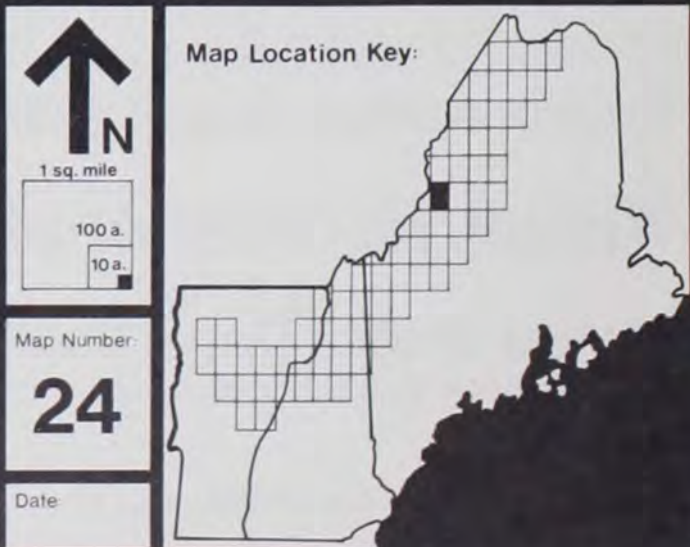 N
1 sq. mile
100 a.
10 a.
Map Number:
24
Date:
Map Location Key: